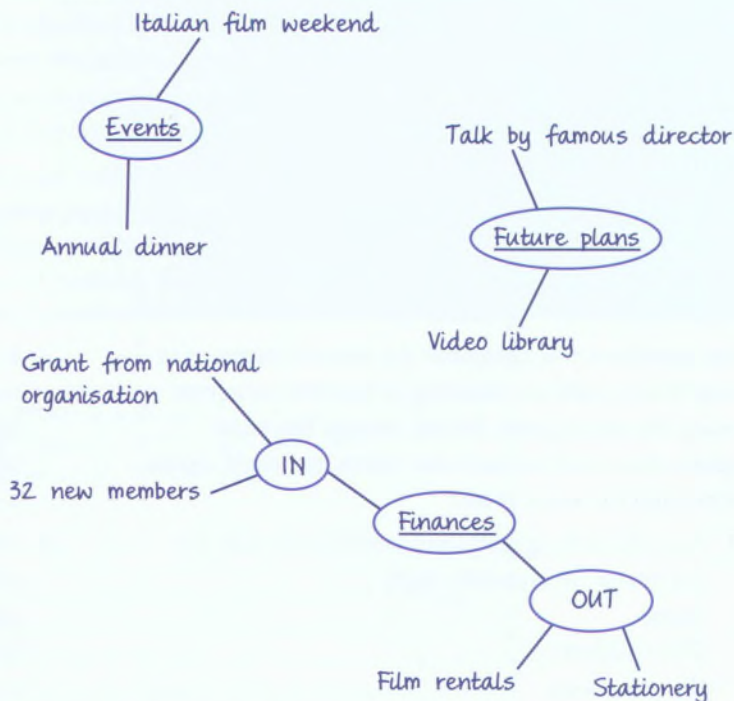 Italian film weekend
Events
Annual dinner
Talk by famous director
Future plans
Video library
Grant from national
organisation
IN
32 new members
Finances
OUT
Film rentals
Stationery